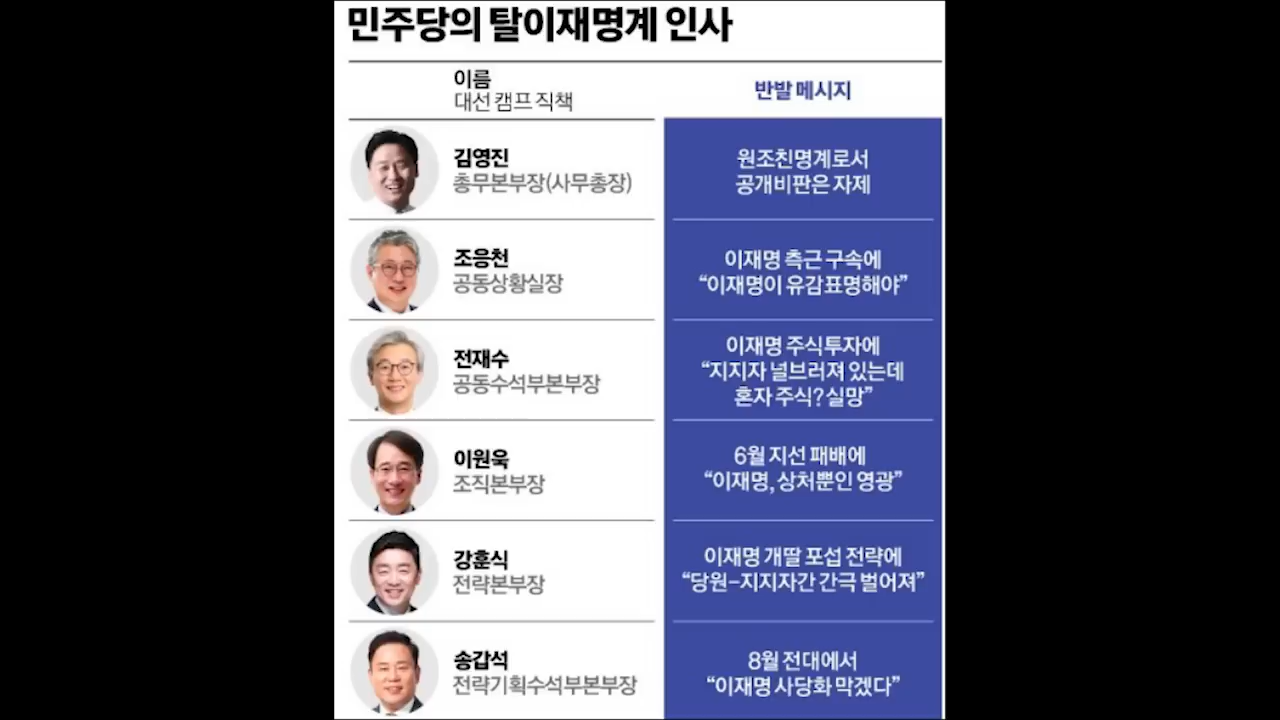 민주당의 탈이재명계 인사
이름
대선 캠프 직책
반발 메시지
김영진
총무본부장(사무총장)
원조친명계로서
공개비판은 자제
조응천
공동상황실장
이재명 측근 구속에
“이재명이 유감표명해야”
전재수
공동수석부본부장
이재명 주식투자에
“지지자 널브러져 있는데
혼자 주식? 실망”
이원욱
조직본부장
6월 지선 패배에
“이재명, 상처뿐인 영광”
강훈식
전략본부장
이재명 개딸 포섭 전략에
“당원-지지자간 간극 벌어져”
송갑석
전략기획수석부본부장
8월 전대에서
“이재명 사당화 막겠다”